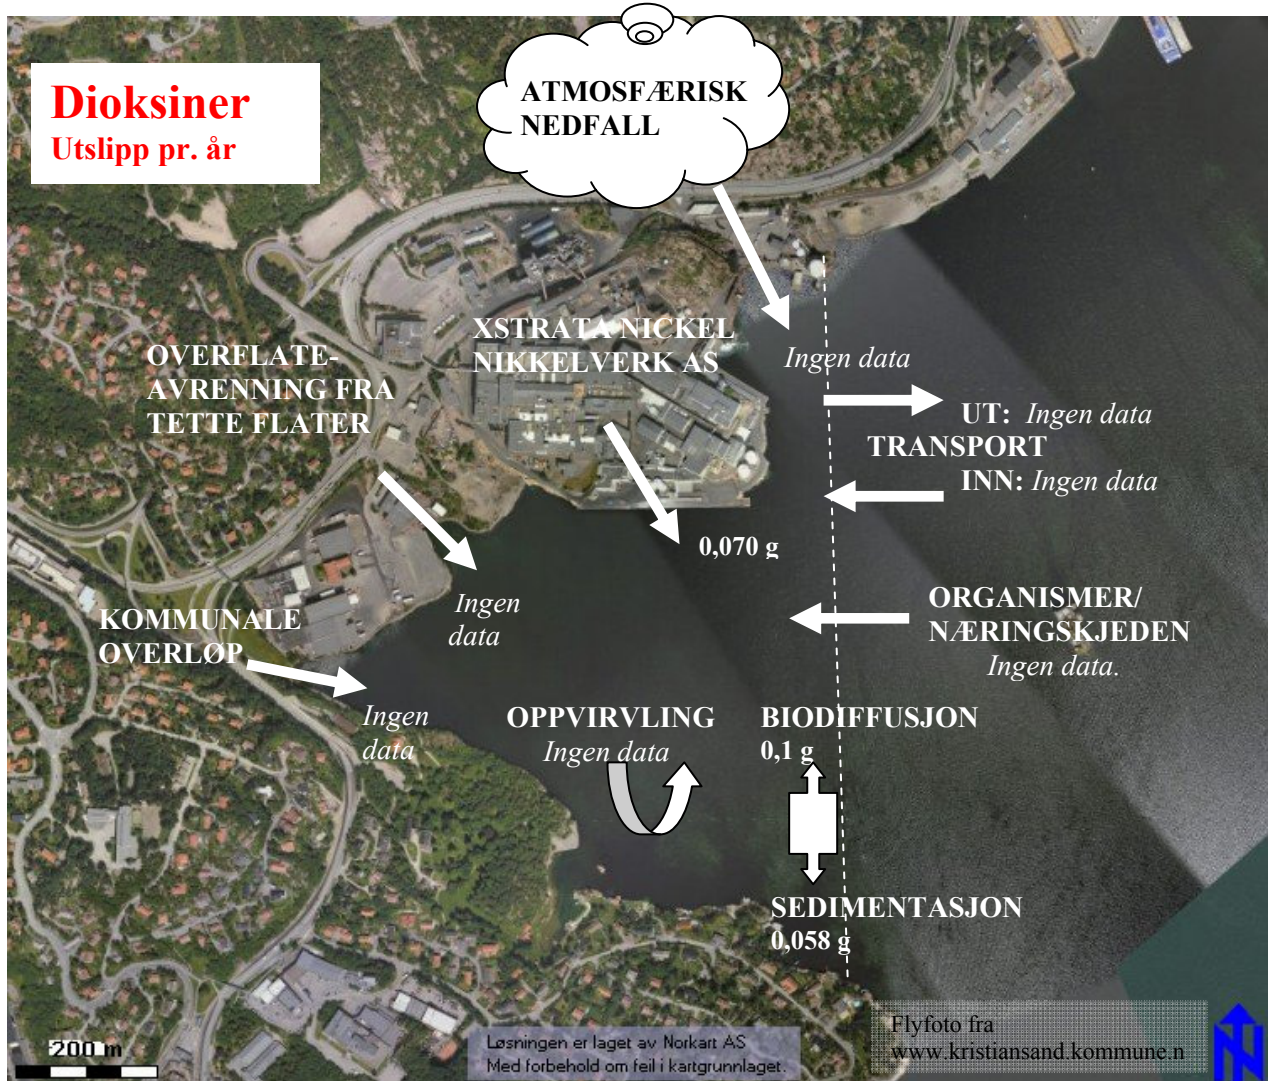 Dioksiner
Utslipp pr. år
ATMOSFÆRISK
NEDFALL
XSTRATA NICKEL
NIKKELVERK AS
OVERFLATE-
AVRENNING FRA
TETTE FLATER
Ingen data
UT: Ingen data
TRANSPORT
INN: Ingen data
0,070 g
Ingen
data
ORGANISMER/
NÆRINGSKJEDEN
Ingen data.
KOMMUNALE
OVERLØP
Ingen
data
OPPVIRVLING
Ingen data
BIODIFFUSJON
0,1 g
SEDIMENTASJON
0,058 g
200 m
Løsningen er laget av Norkart AS
Med forbehold om feil i kartgrunnlaget.
Flyfoto fra
www.kristiansand.kommune.n
N